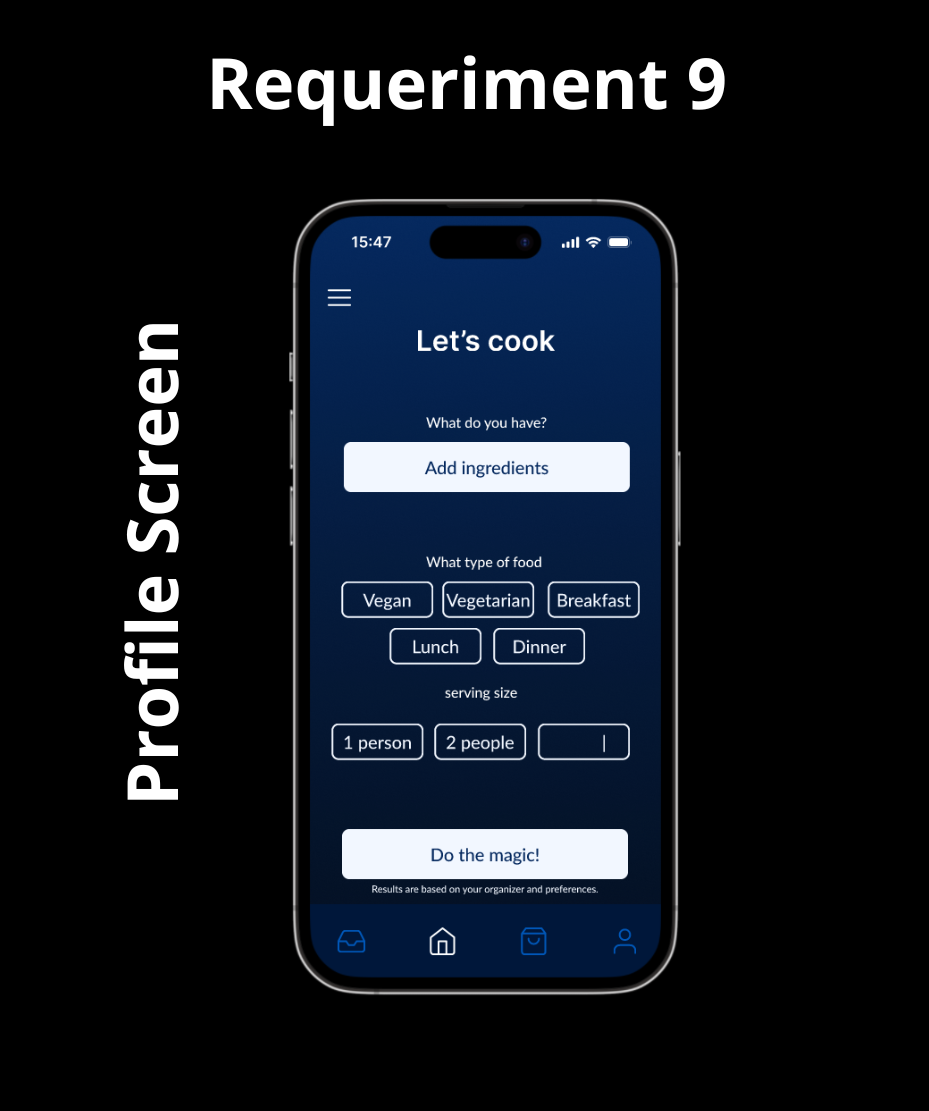 Requeriment 9
Profile Screen
15:47
Let's cook
What do you have?
Add ingredients
What type of food
Vegan
Vegetarian
Breakfast
Lunch
Dinner
serving size
1 person
2 people
Do the magic!
Results are based on your organizer and preferences.